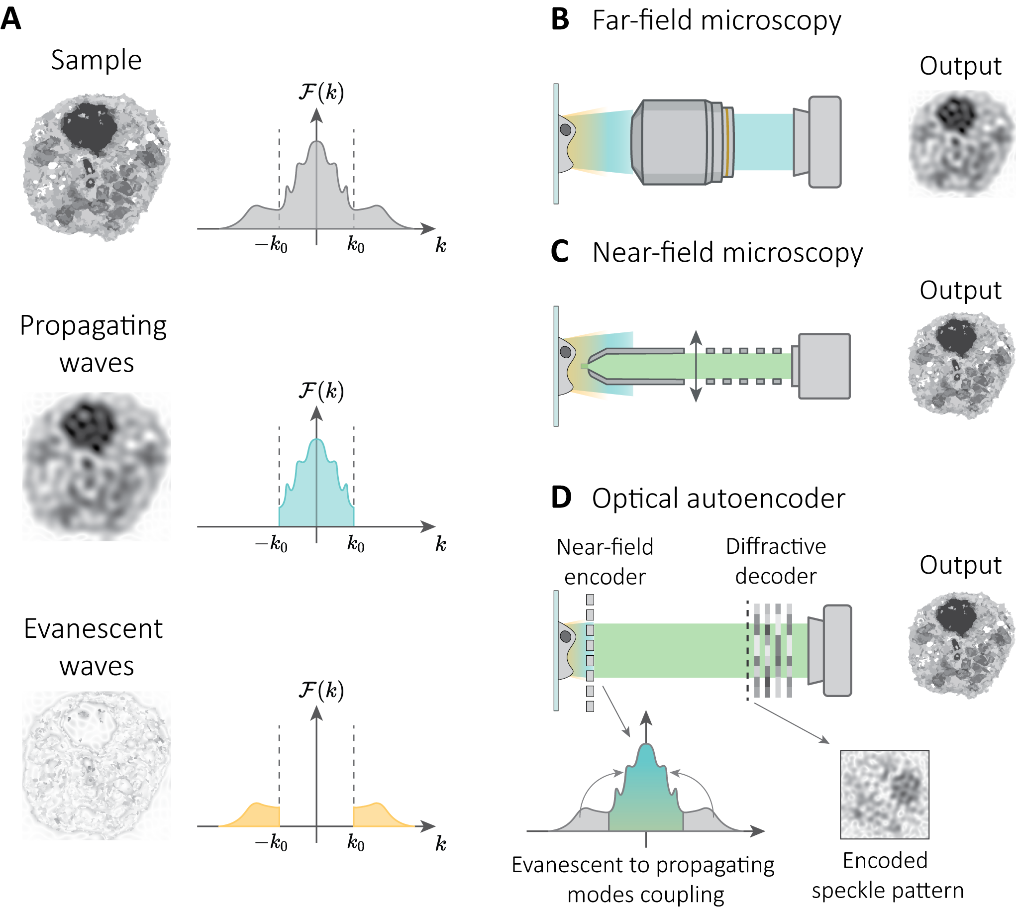 A
Sample
F(k)
−k₀
k₀
k
Propagating
waves
F(k)
−k₀
k₀
k
Evanescent
waves
F(k)
−k₀
k₀
k
B Far-field microscopy
Output
C Near-field microscopy
Output
D Optical autoencoder
Near-field
encoder
Diffractive
decoder
Output
Evanescent to propagating
modes coupling
Encoded
speckle pattern